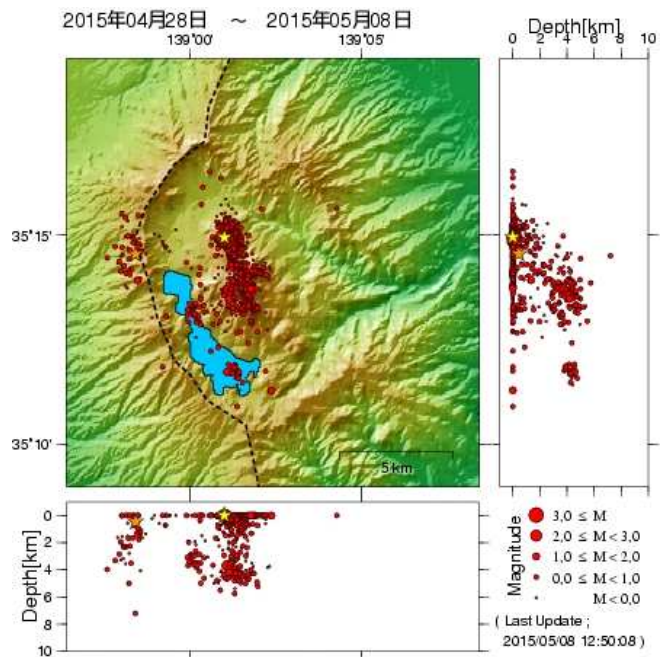 2015年04月28日 ～ 2015年05月08日
139°00' 139°05'
35°15'
35°10'
5km
Depth[km]
0 2 4 6 8 10
Depth[km]
0
2
4
6
8
10
Magnitude
3,0 ≤ M
2,0 ≤ M < 3,0
1,0 ≤ M < 2,0
0,0 ≤ M < 1,0
M < 0,0
( Last Update ;
2015/05/08 12:50:08 )